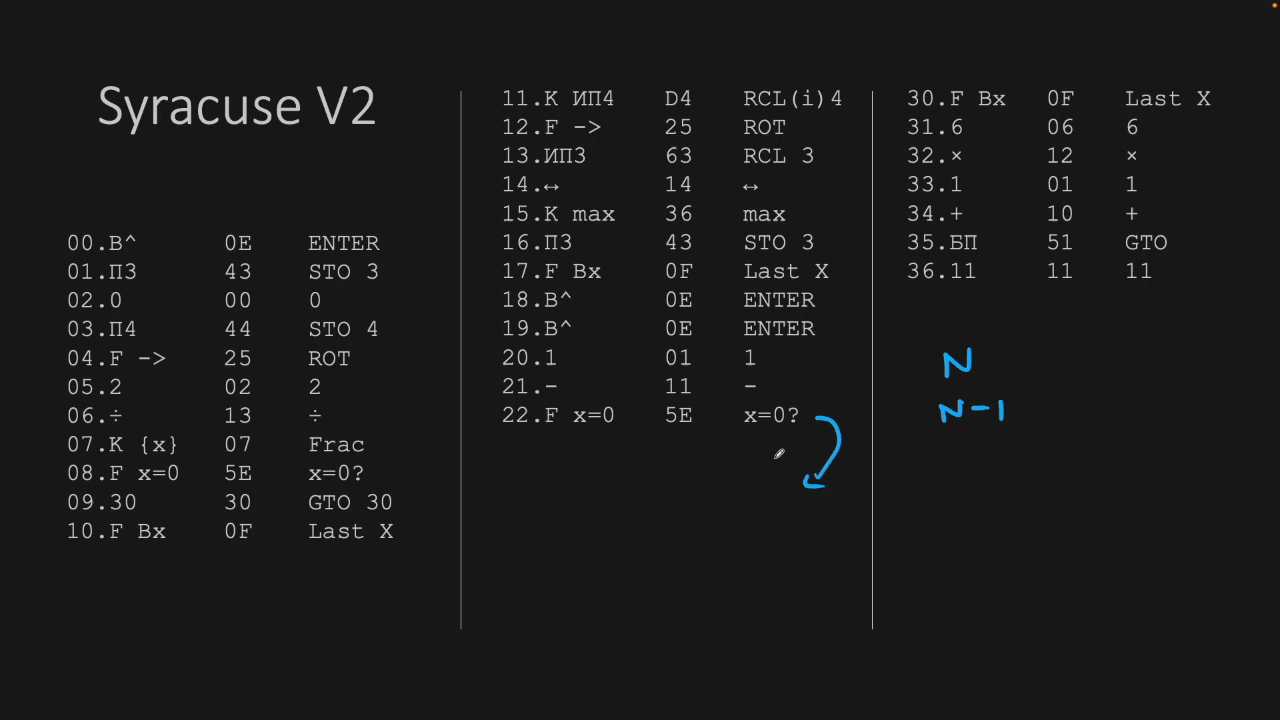 Syracuse V2
00.В^ 0E ENTER
01.П3 43 STO 3
02.0 00 0
03.П4 44 STO 4
04.F -> 25 ROT
05.2 02 2
06.÷ 13 ÷
07.K {x} 07 Frac
08.F x=0 5E x=0?
09.30 30 GTO 30
10.F Bx 0F Last X
11.K ИП4 D4 RCL(i)4
12.F -> 25 ROT
13.ИП3 63 RCL 3
14.↔ 14 ↔
15.K max 36 max
16.П3 43 STO 3
17.F Bx 0F Last X
18.В^ 0E ENTER
19.В^ 0E ENTER
20.1 01 1
21.- 11 -
22.F x=0 5E x=0?
30.F Bx 0F Last X
31.6 06 6
32.× 12 ×
33.1 01 1
34.+ 10 +
35.БП 51 GTO
36.11 11 11
N
N-1